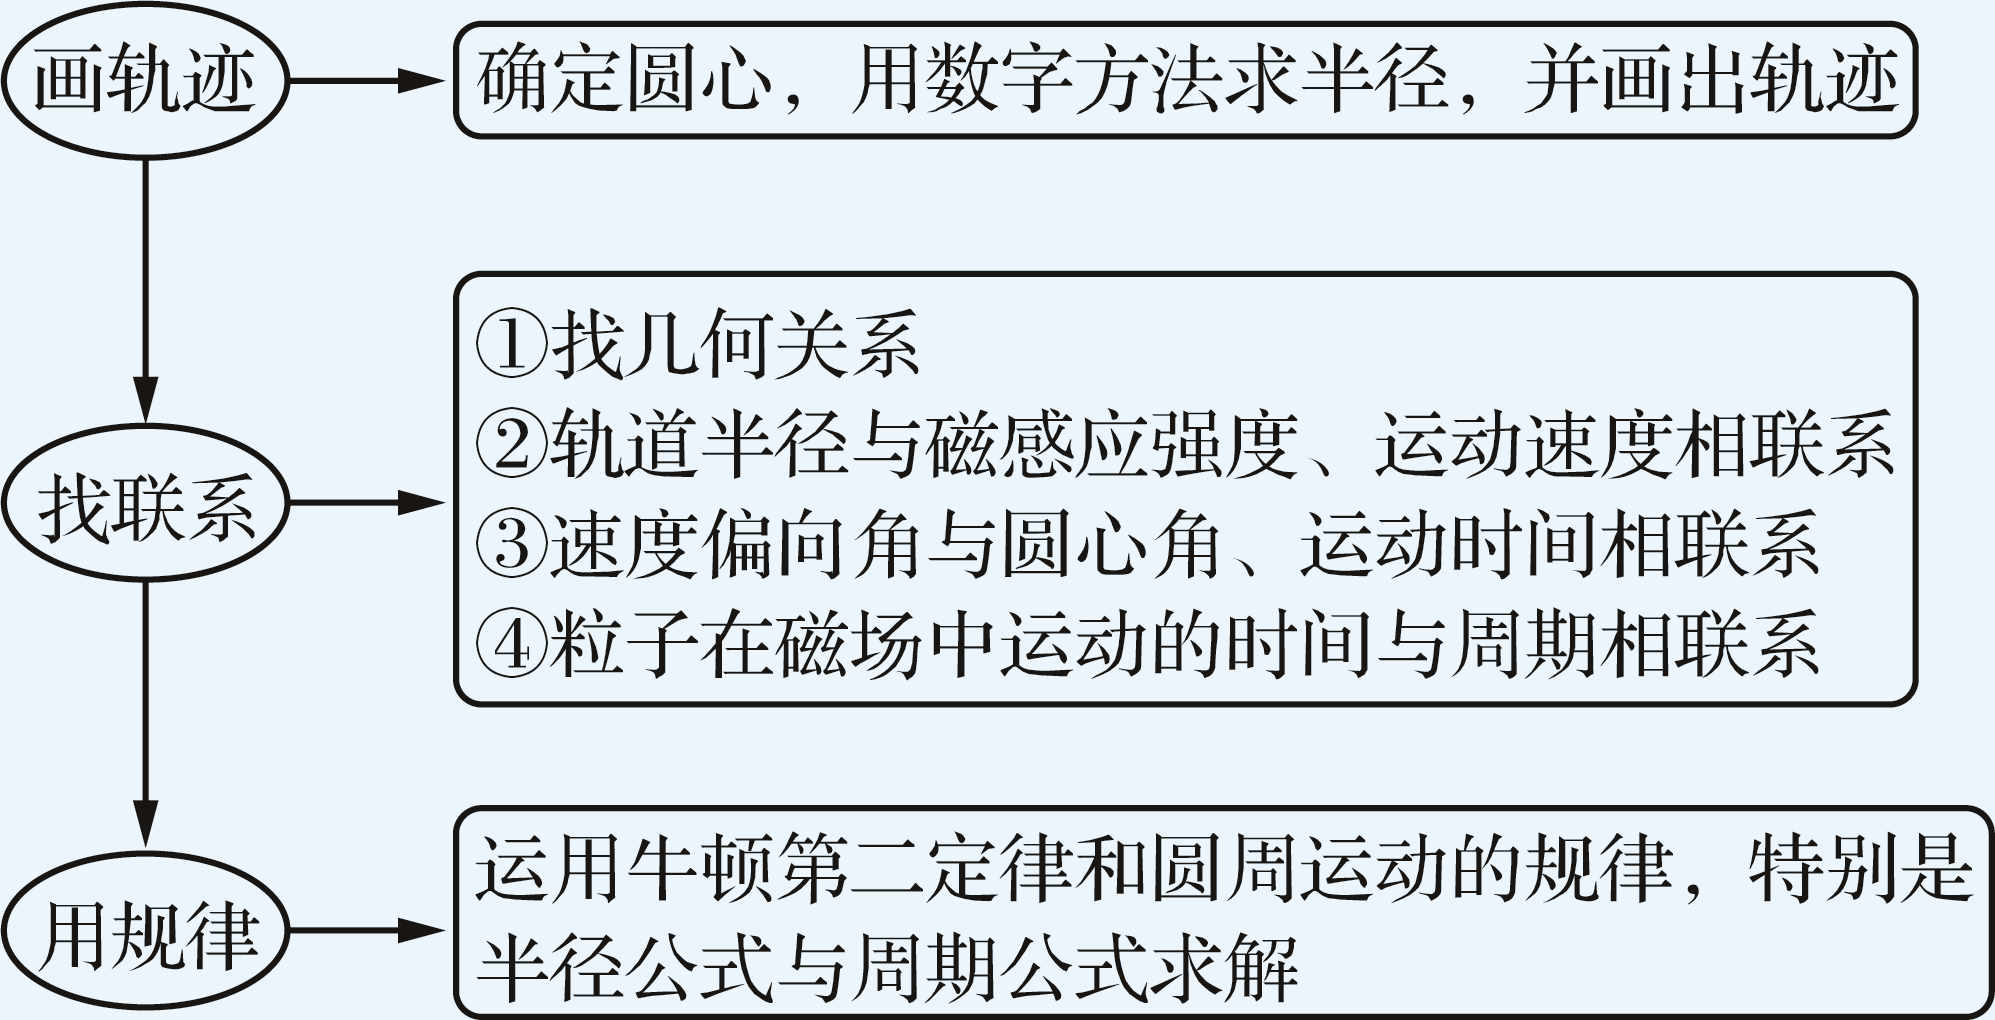 画轨迹
确定圆心，用数字方法求半径，并画出轨迹
找联系
①找几何关系
②轨道半径与磁感应强度、运动速度相联系
③速度偏向角与圆心角、运动时间相联系
④粒子在磁场中运动的时间与周期相联系
用规律
运用牛顿第二定律和圆周运动的规律，特别是
半径公式与周期公式求解